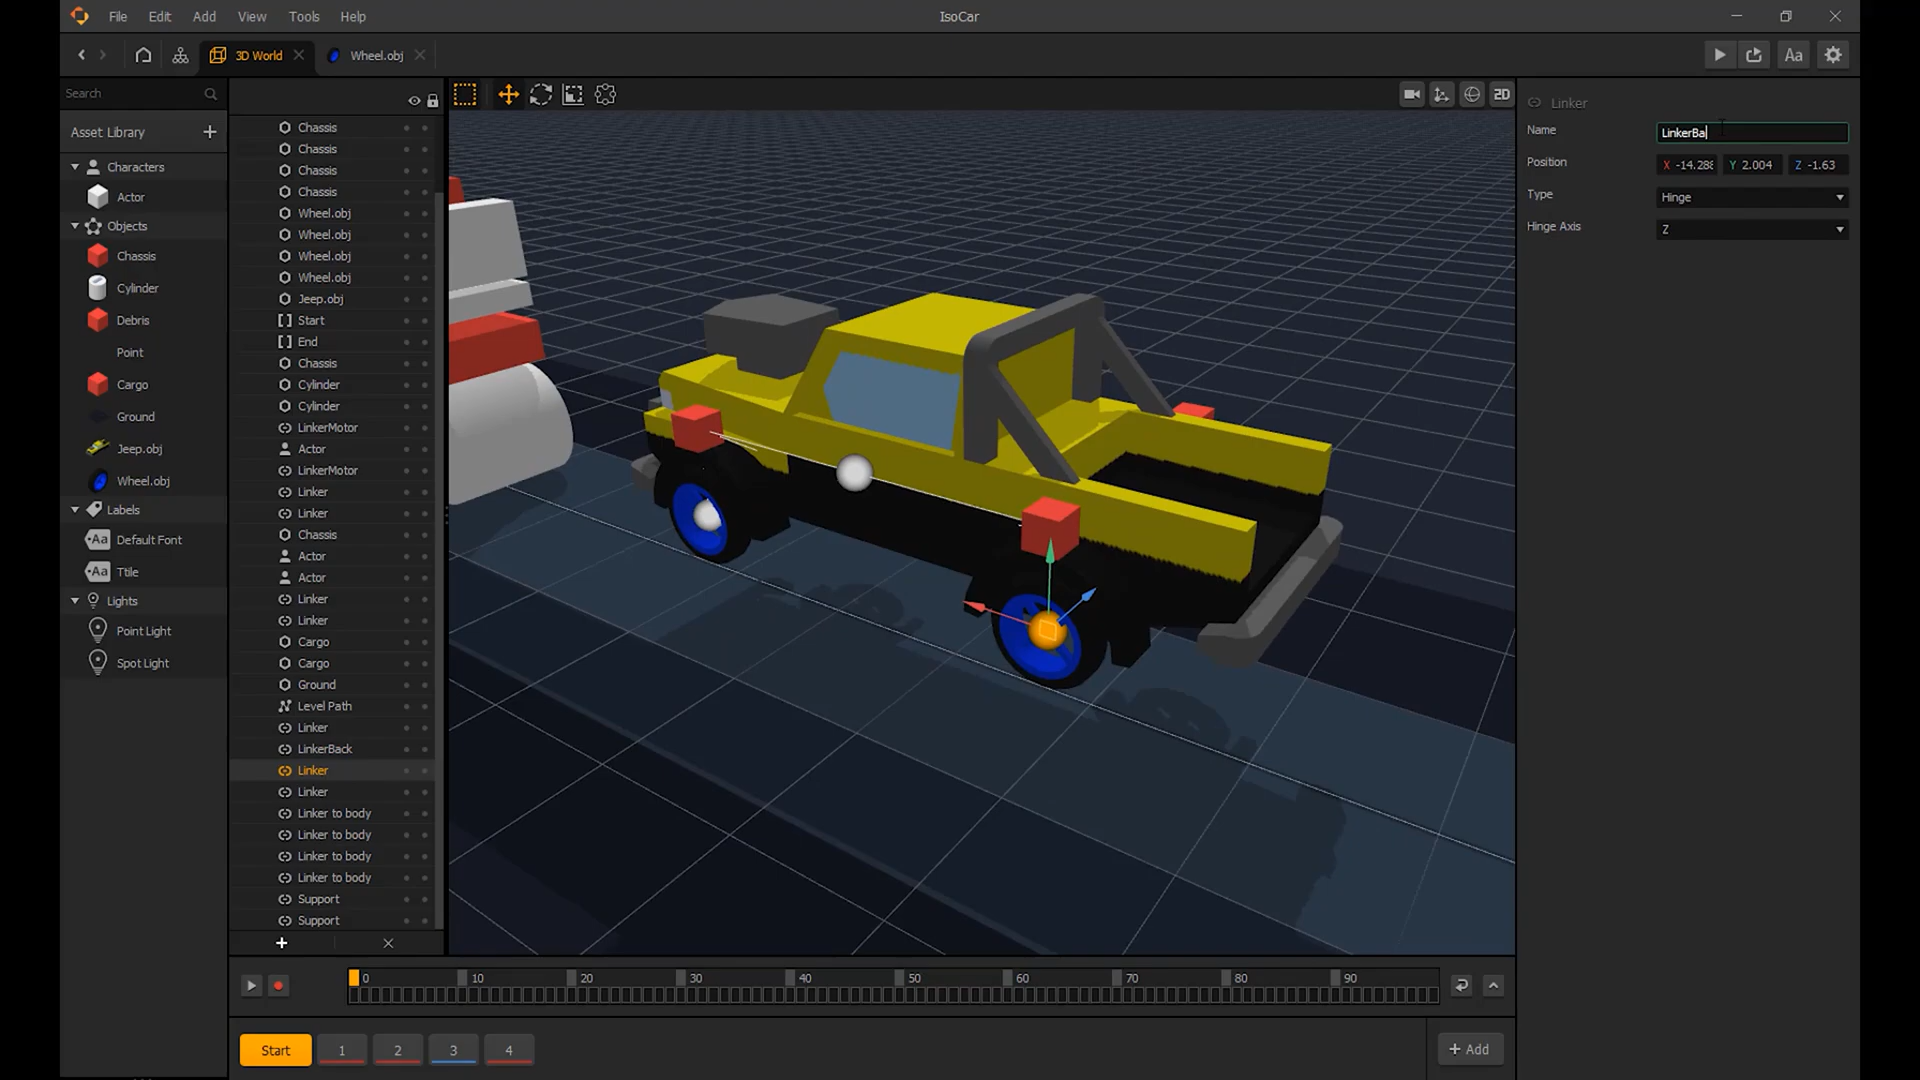 File Edit View Add Tools Help
IsoCar
3D World
Wheel.obj
Aa
Search
Asset Library
Characters
Actor
Objects
Chassis
Cylinder
Debris
Point
Cargo
Ground
Jeep.obj
Wheel.obj
Labels
Aa Default Font
Aa Ttile
Lights
Point Light
Spot Light
Chassis
Chassis
Chassis
Chassis
Wheel.obj
Wheel.obj
Wheel.obj
Wheel.obj
Jeep.obj
Start
End
Chassis
Cylinder
Cylinder
LinkerMotor
Actor
LinkerMotor
Linker
Linker
Chassis
Actor
Actor
Linker
Linker
Cargo
Cargo
Ground
Level Path
Linker
LinkerBack
Linker
Linker
Linker to body
Linker to body
Linker to body
Linker to body
Support
Support
2D
Linker
Name LinkerBa
Position X -14.288 Y 2.004 Z -1.63
Type Hinge
Hinge Axis Z
0 10 20 30 40 50 60 70 80 90
Start 1 2 3 4
+ Add